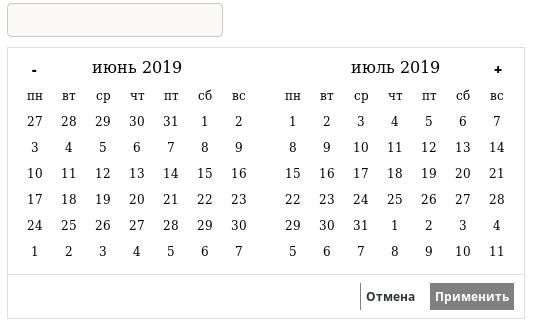 - июнь 2019 июль 2019 +
пн вт ср чт пт сб вс пн вт ср чт пт сб вс
27 28 29 30 31 1 2 1 2 3 4 5 6 7
3 4 5 6 7 8 9 8 9 10 11 12 13 14
10 11 12 13 14 15 16 15 16 17 18 19 20 21
17 18 19 20 21 22 23 22 23 24 25 26 27 28
24 25 26 27 28 29 30 29 30 31 1 2 3 4
1 2 3 4 5 6 7 5 6 7 8 9 10 11
Отмена Применить